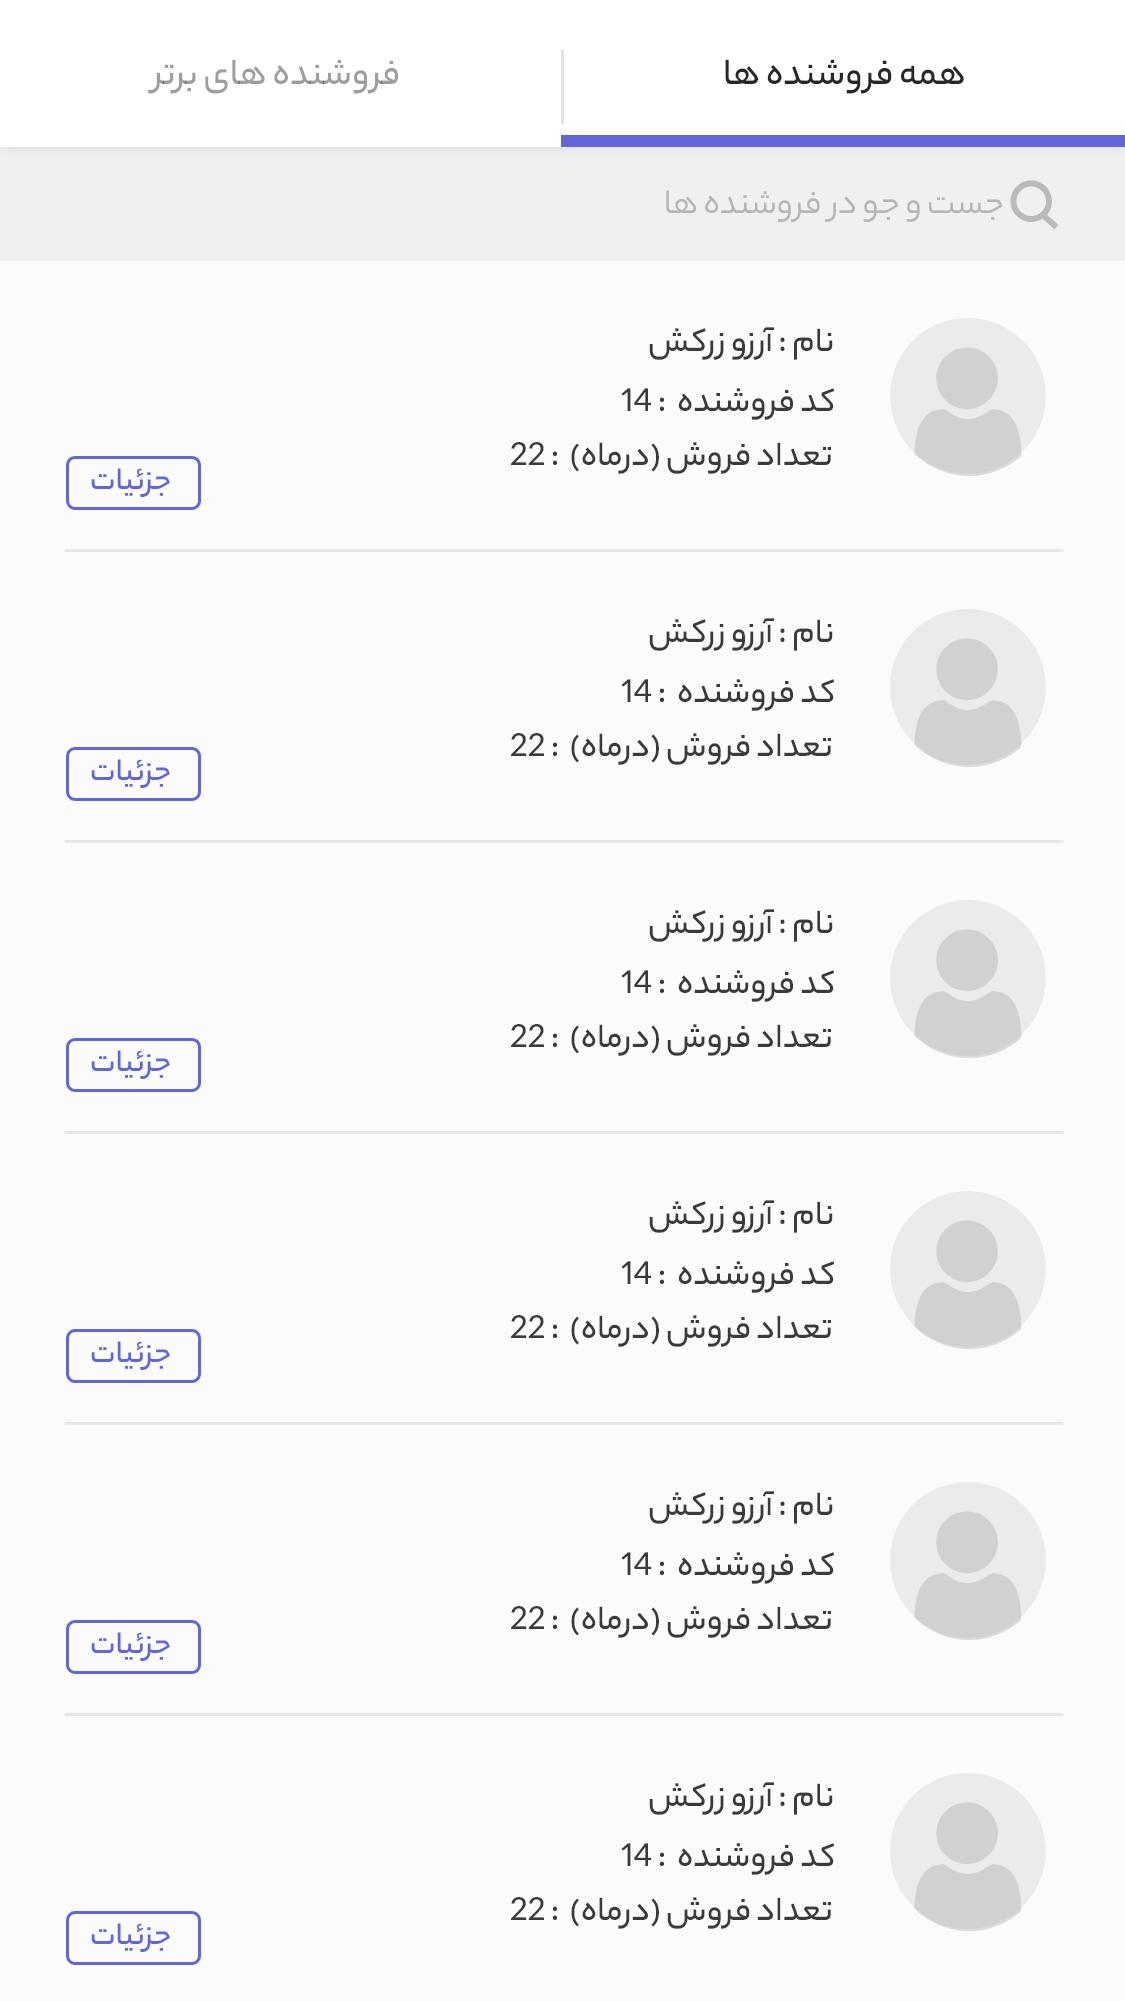 همه فروشنده ها
فروشنده های برتر
جست و جو در فروشنده ها
نام : آرزو زرکش
کد فروشنده : 14
تعداد فروش (درماه) : 22
جزئیات
نام : آرزو زرکش
کد فروشنده : 14
تعداد فروش (درماه) : 22
جزئیات
نام : آرزو زرکش
کد فروشنده : 14
تعداد فروش (درماه) : 22
جزئیات
نام : آرزو زرکش
کد فروشنده : 14
تعداد فروش (درماه) : 22
جزئیات
نام : آرزو زرکش
کد فروشنده : 14
تعداد فروش (درماه) : 22
جزئیات
نام : آرزو زرکش
کد فروشنده : 14
تعداد فروش (درماه) : 22
جزئیات